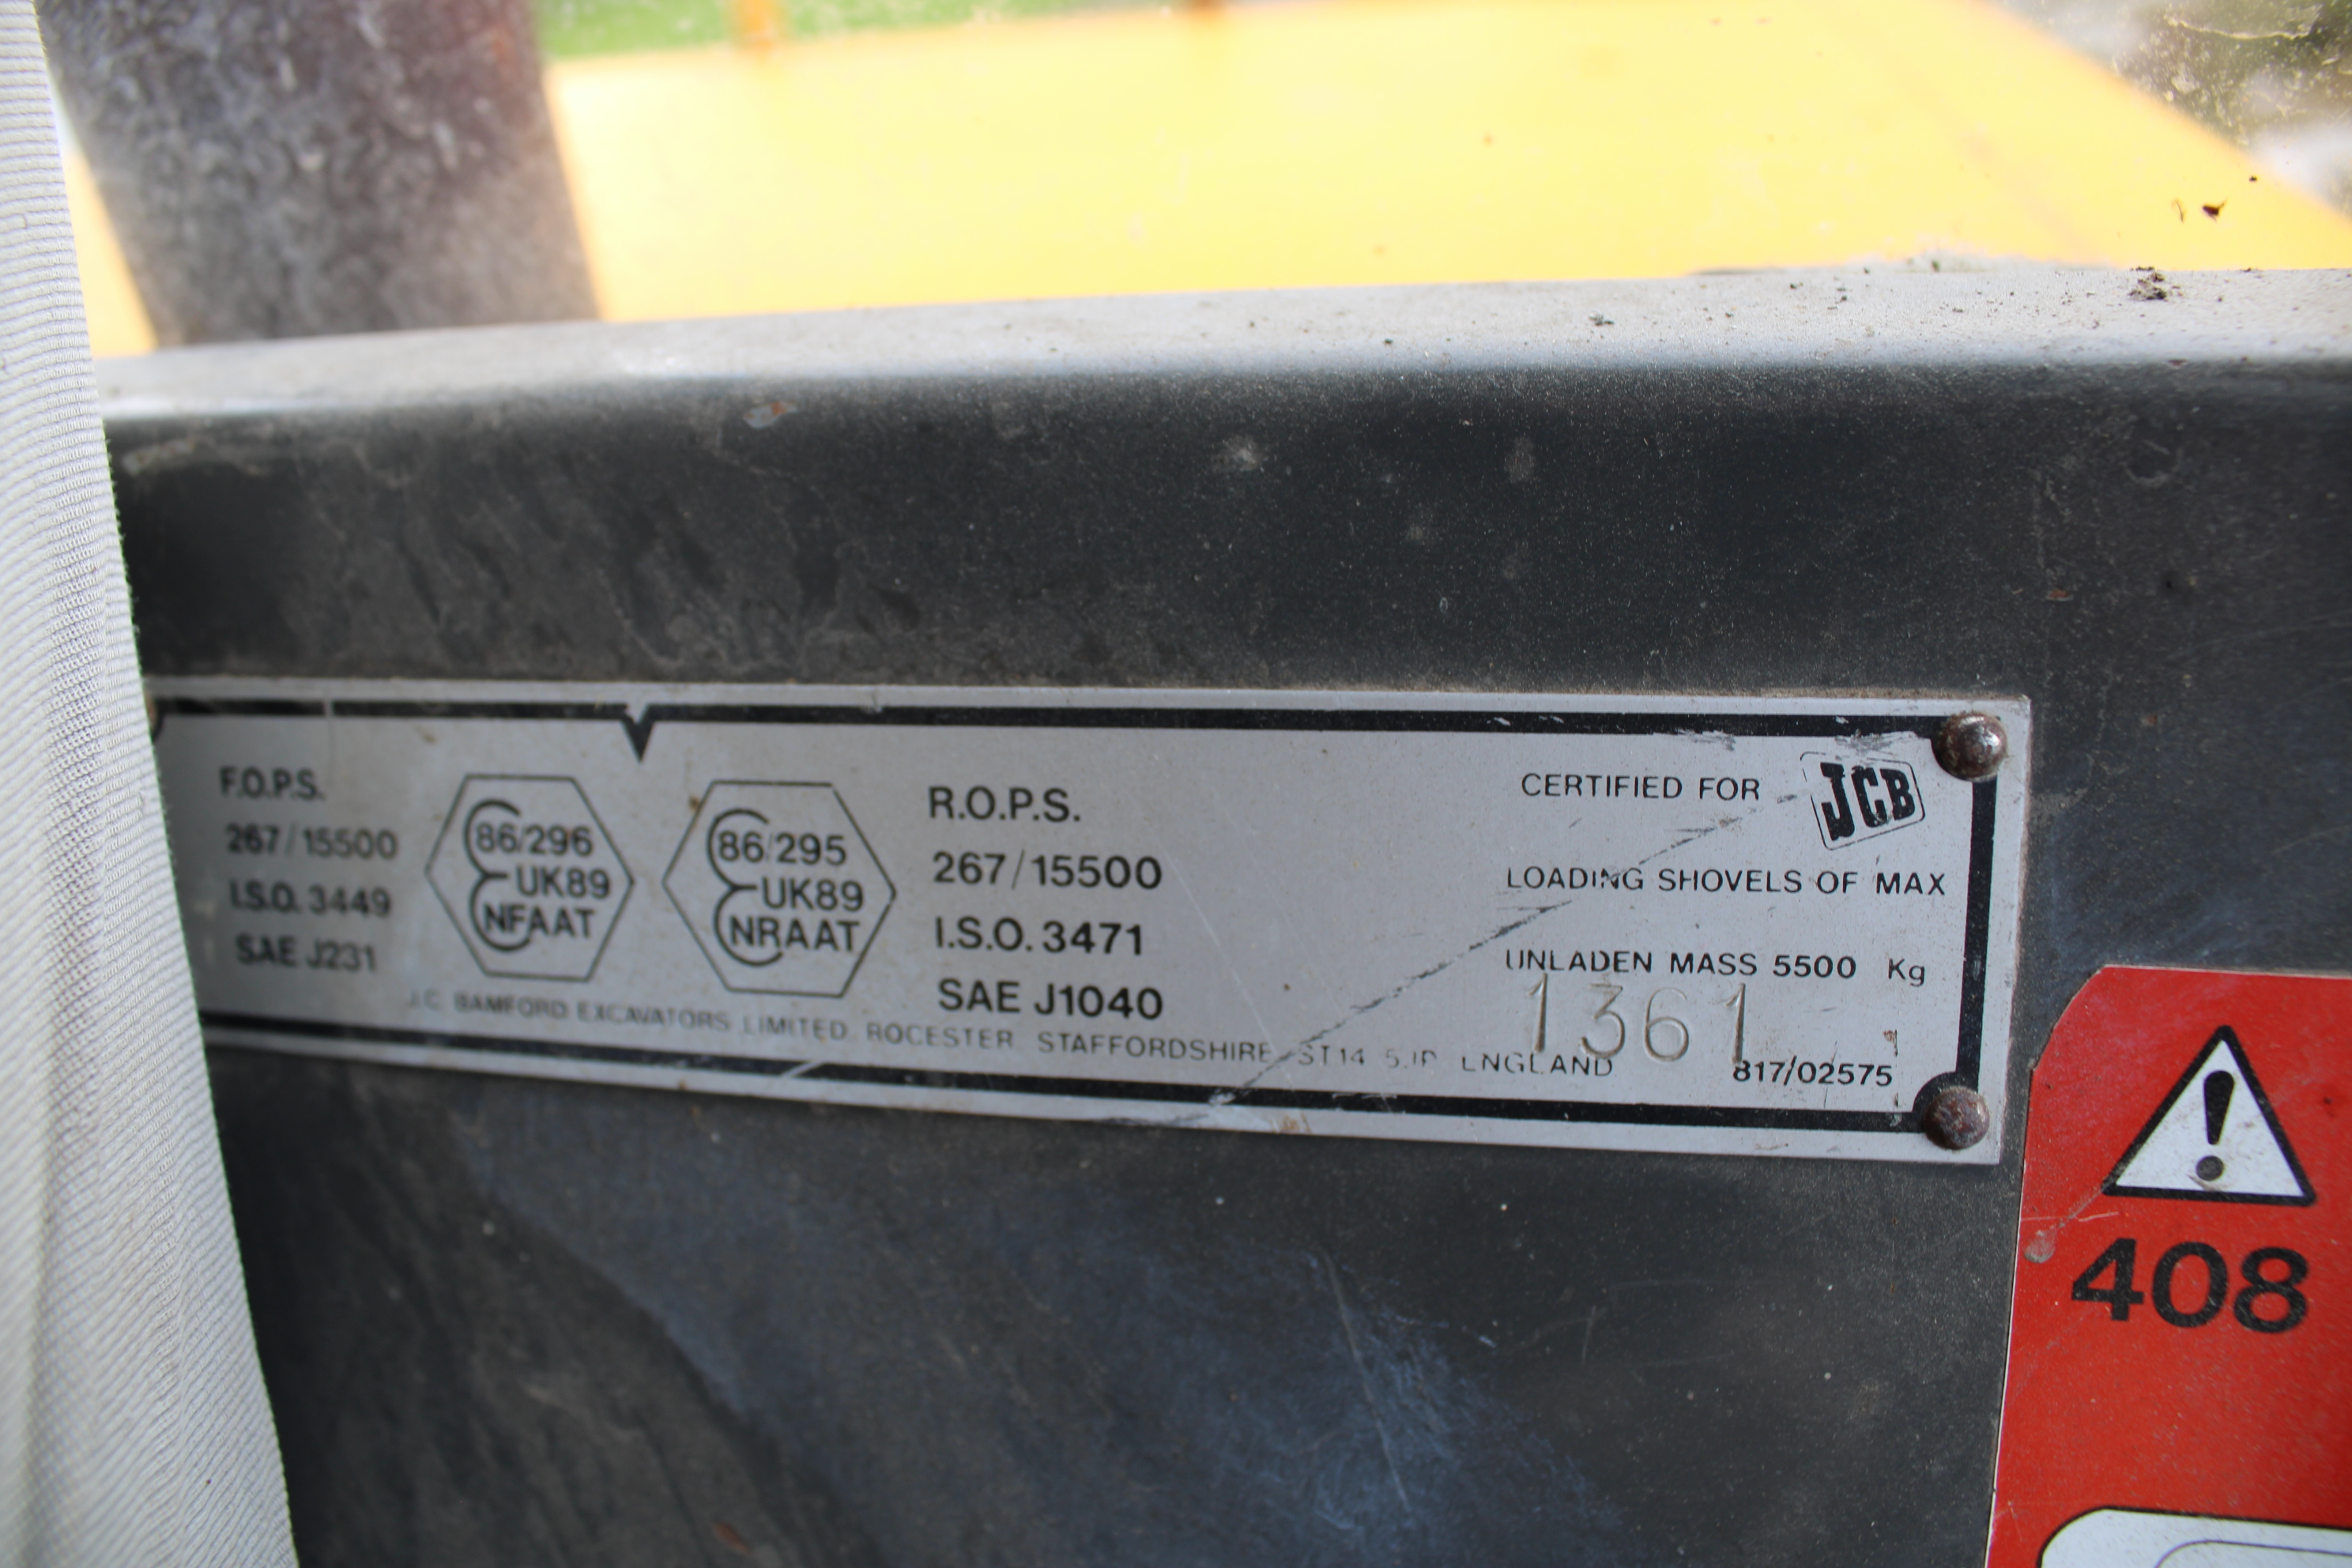 F.O.P.S.
267/15500
I.S.O. 3449
SAE J231
86/296
UK89
NFAAT
86/295
UK89
NRAAT
R.O.P.S.
267/15500
I.S.O. 3471
SAE J1040
CERTIFIED FOR JCB
LOADING SHOVELS OF MAX
UNLADEN MASS 5500 Kg
1361
J.C. BAMFORD EXCAVATORS LIMITED. ROCESTER STAFFORDSHIRE ST14 5JP ENGLAND
817/02575
408